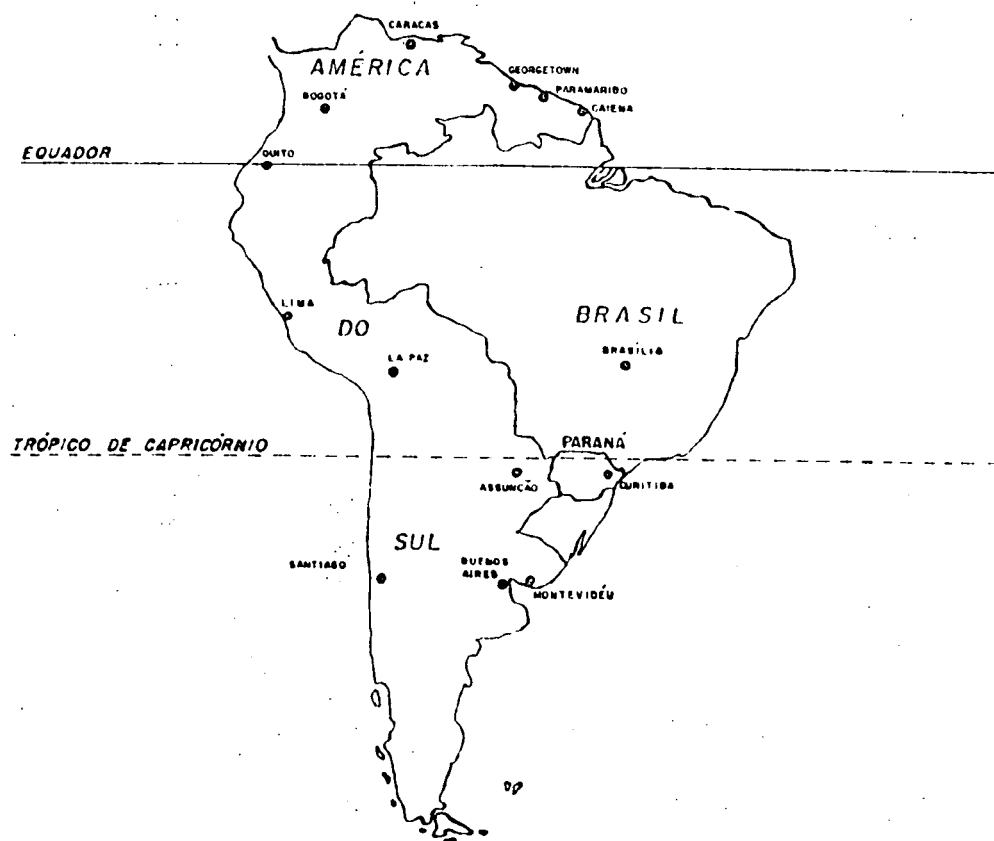 CARACAS
AMÉRICA
GEORGETOWN
PARAMARIBO
BOGOTÁ
CAIENA
EQUADOR
QUITO
LIMA
DO
BRASIL
LA PAZ
BRASÍLIA
TRÓPICO DE CAPRICÓRNIO
PARANÁ
ASSUNÇÃO
CURITIBA
SUL
SANTIAGO
BUENOS
AIRES
MONTEVIDÉU